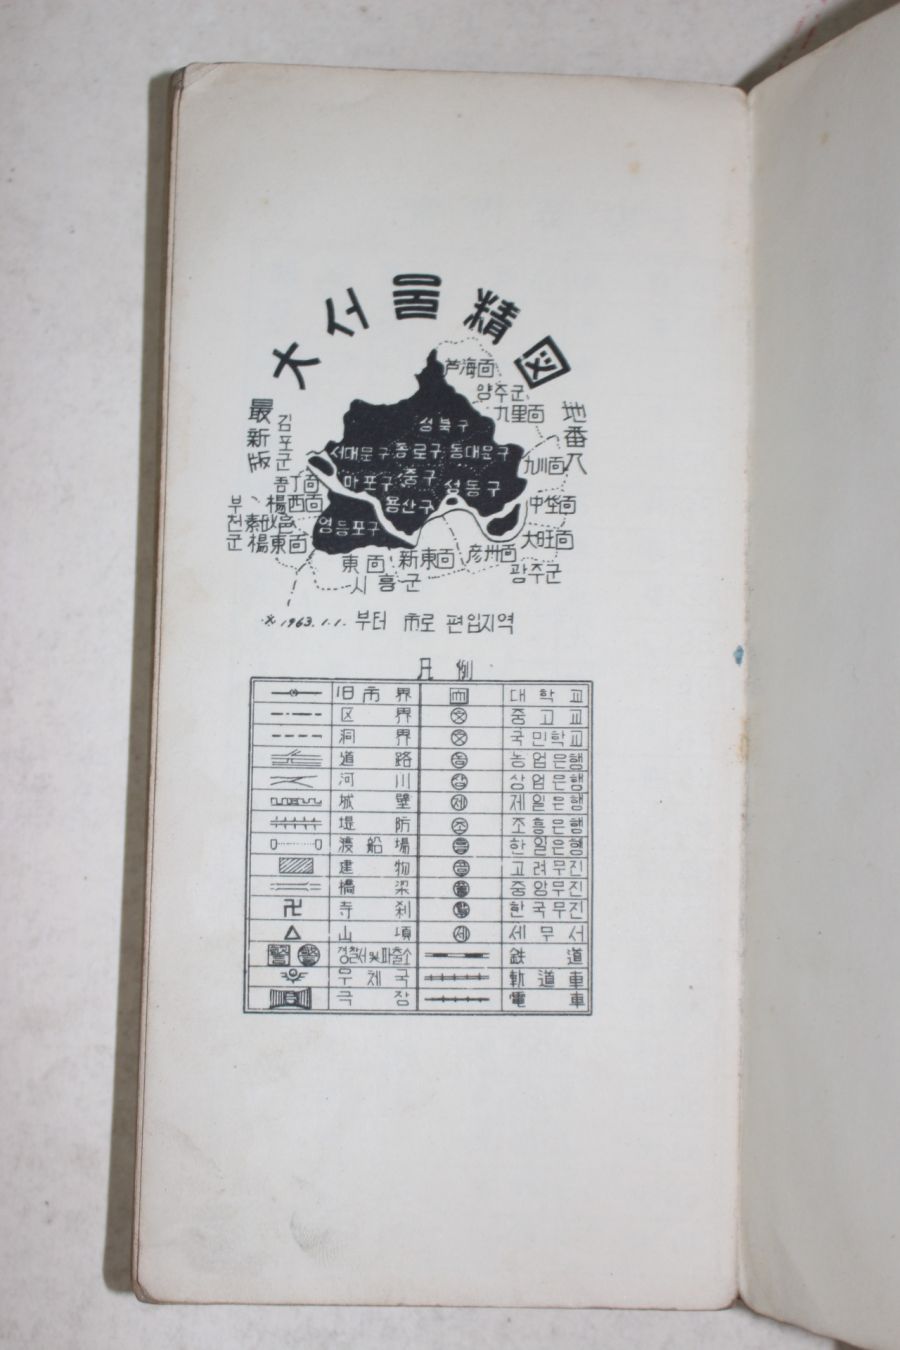 大서울精図
最新版
地番入
芦海面
양주군
九里面
김포군
성북구
서대문구 종로구 동대문구
九川面
마포구 중구 성동구
陽西面
용산구
中垈面
부천군
영등포구
陽東面
東面 新東面 彦州面 大旺面
시흥군
광주군
※ 1963. 1. 1. 부터 市로 편입지역
凡例
旧市界 대학교
区界 중고교
洞界 국민학교
道路 농업은행
河川 상업은행
城壁 제일은행
堤防 조흥은행
渡船場 한일은행
建物 고려무진
橋梁 중앙무진
寺刹 한국무진
山頂 세무서
경찰서 및 파출소 鉄道
우체국 軌道車
극장 電車